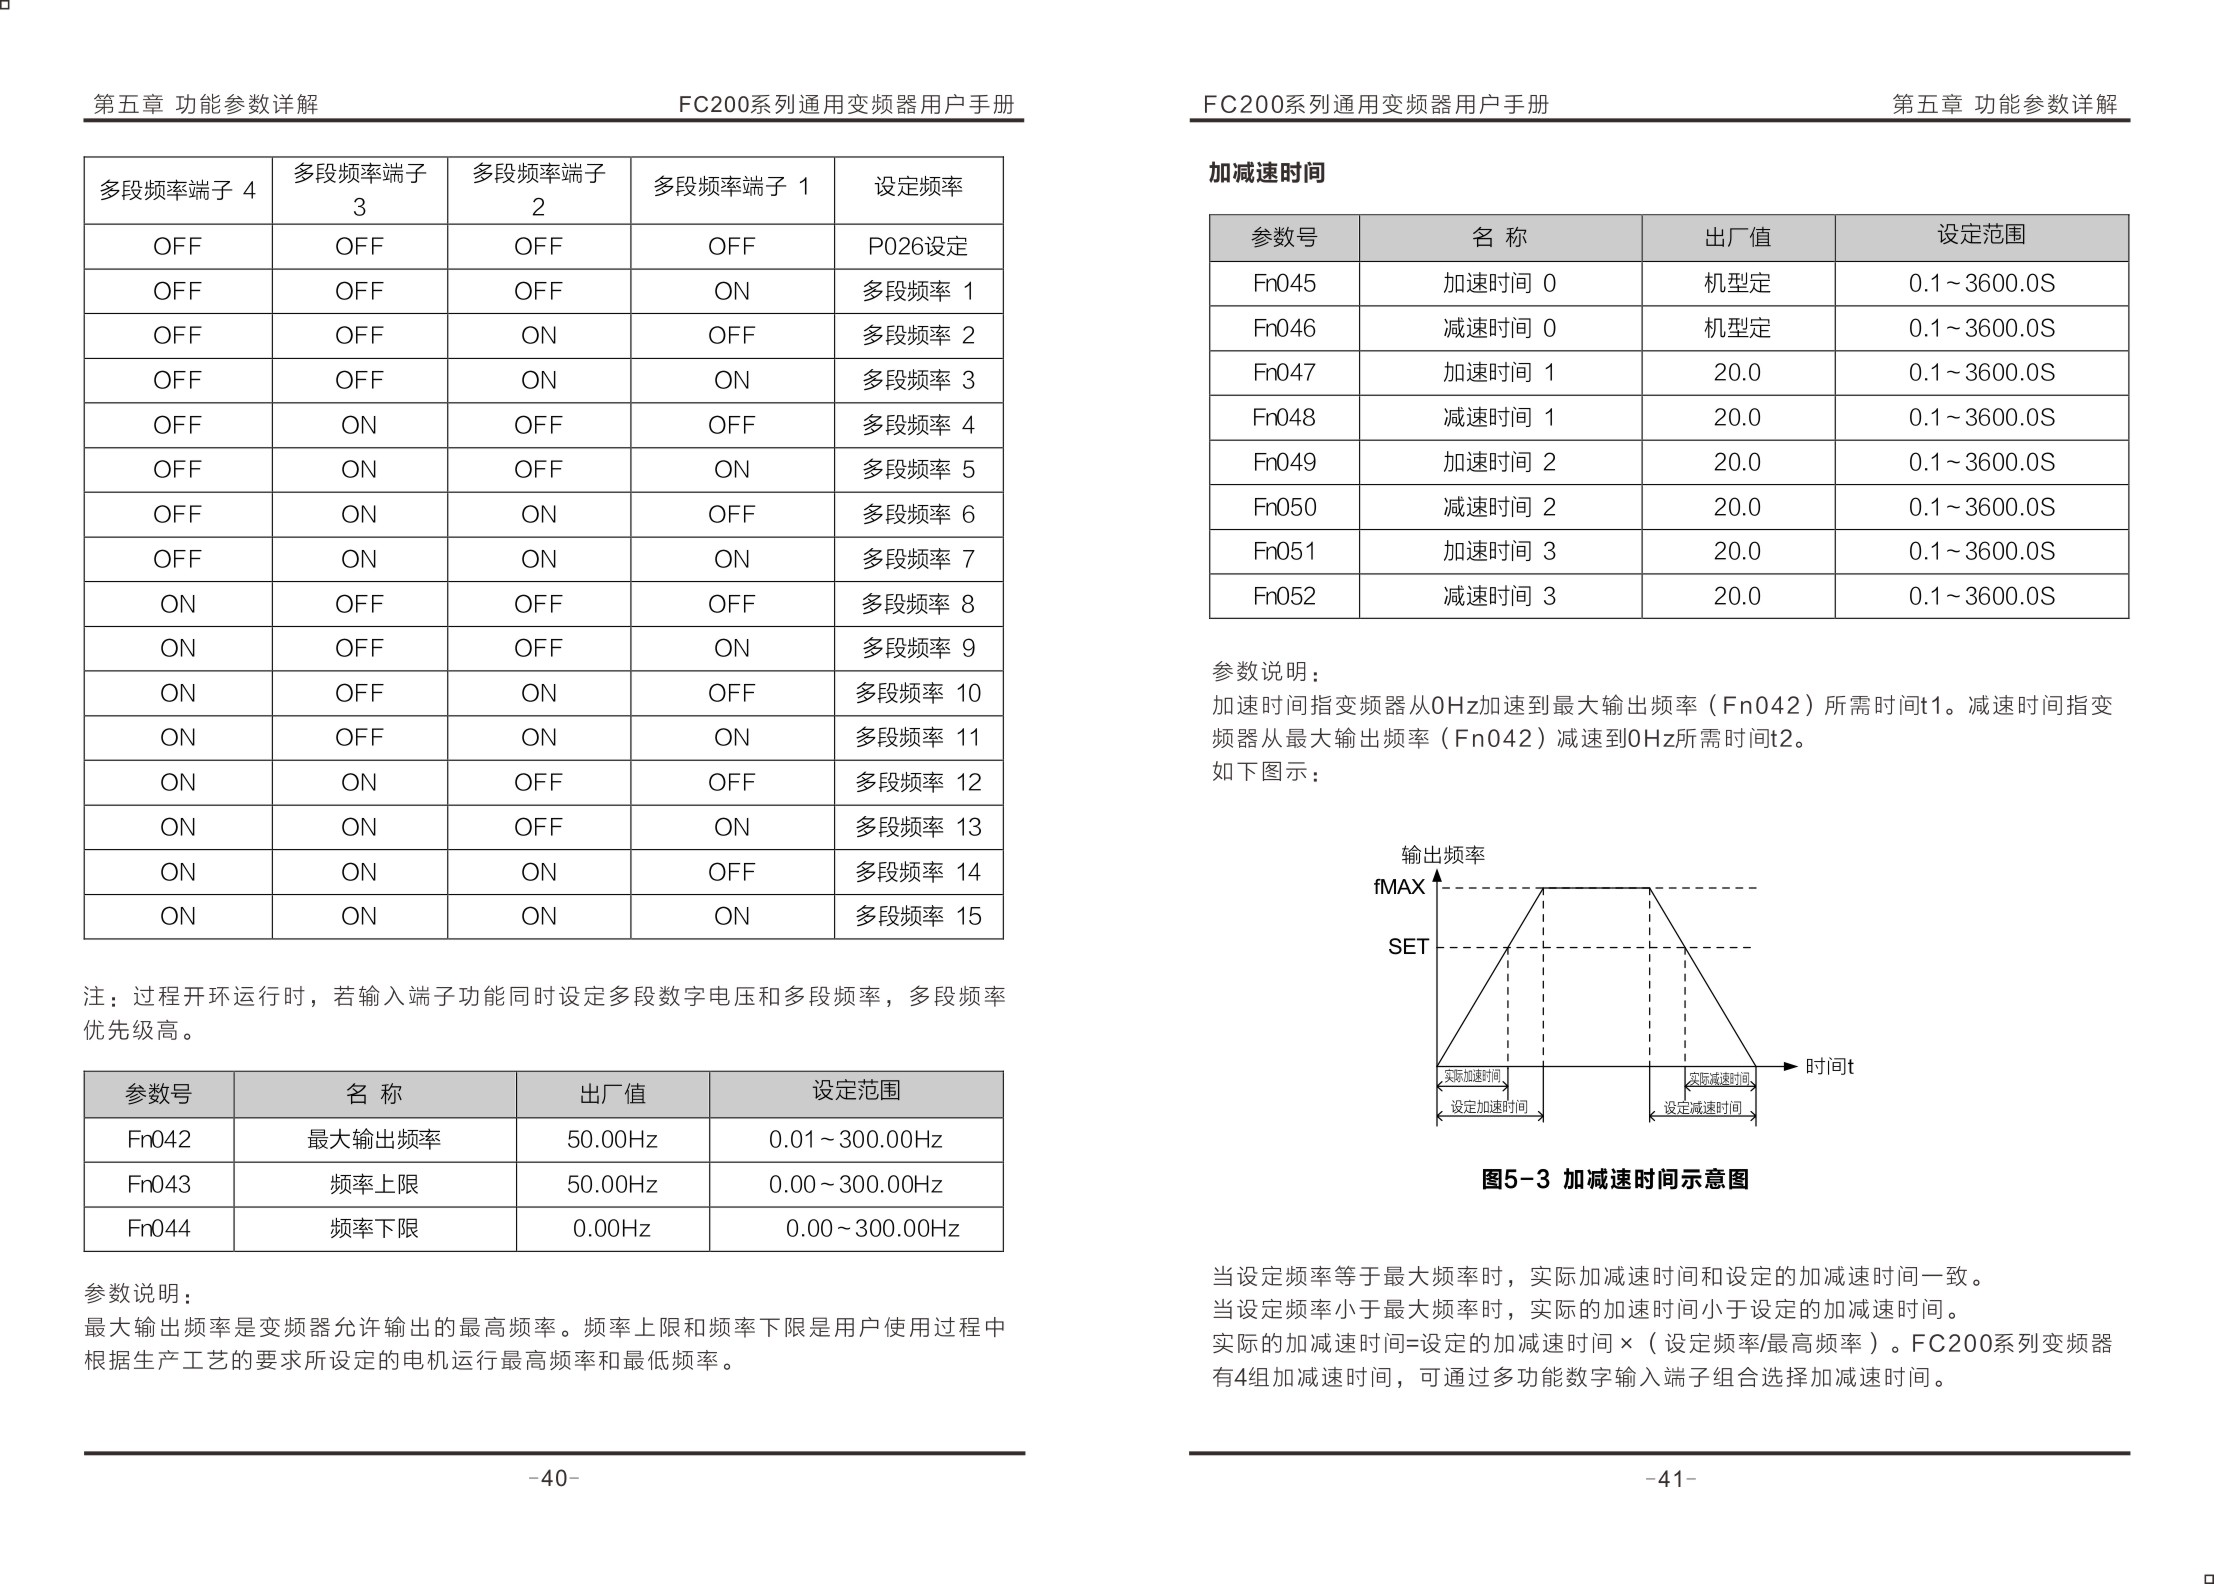 第五章 功能参数详解 FC200系列通用变频器用户手册
多段频率端子 4 多段频率端子 3 多段频率端子 2 多段频率端子 1 设定频率
OFF OFF OFF OFF P026设定
OFF OFF OFF ON 多段频率 1
OFF OFF ON OFF 多段频率 2
OFF OFF ON ON 多段频率 3
OFF ON OFF OFF 多段频率 4
OFF ON OFF ON 多段频率 5
OFF ON ON OFF 多段频率 6
OFF ON ON ON 多段频率 7
ON OFF OFF OFF 多段频率 8
ON OFF OFF ON 多段频率 9
ON OFF ON OFF 多段频率 10
ON OFF ON ON 多段频率 11
ON ON OFF OFF 多段频率 12
ON ON OFF ON 多段频率 13
ON ON ON OFF 多段频率 14
ON ON ON ON 多段频率 15
注：过程开环运行时，若输入端子功能同时设定多段数字电压和多段频率，多段频率
优先级高。
参数号 名 称 出厂值 设定范围
Fn042 最大输出频率 50.00Hz 0.01~300.00Hz
Fn043 频率上限 50.00Hz 0.00~300.00Hz
Fn044 频率下限 0.00Hz 0.00~300.00Hz
参数说明：
最大输出频率是变频器允许输出的最高频率。频率上限和频率下限是用户使用过程中
根据生产工艺的要求所设定的电机运行最高频率和最低频率。
-40-
FC200系列通用变频器用户手册 第五章 功能参数详解
加减速时间
参数号 名 称 出厂值 设定范围
Fn045 加速时间 0 机型定 0.1~3600.0S
Fn046 减速时间 0 机型定 0.1~3600.0S
Fn047 加速时间 1 20.0 0.1~3600.0S
Fn048 减速时间 1 20.0 0.1~3600.0S
Fn049 加速时间 2 20.0 0.1~3600.0S
Fn050 减速时间 2 20.0 0.1~3600.0S
Fn051 加速时间 3 20.0 0.1~3600.0S
Fn052 减速时间 3 20.0 0.1~3600.0S
参数说明：
加速时间指变频器从0Hz加速到最大输出频率（Fn042）所需时间t1。减速时间指变
频器从最大输出频率（Fn042）减速到0Hz所需时间t2。
如下图示：
输出频率
fMAX
SET
时间t
实际加速时间 实际减速时间
设定加速时间 设定减速时间
图5-3 加减速时间示意图
当设定频率等于最大频率时，实际加减速时间和设定的加减速时间一致。
当设定频率小于最大频率时，实际的加速时间小于设定的加减速时间。
实际的加减速时间=设定的加减速时间×（设定频率/最高频率）。FC200系列变频器
有4组加减速时间，可通过多功能数字输入端子组合选择加减速时间。
-41-